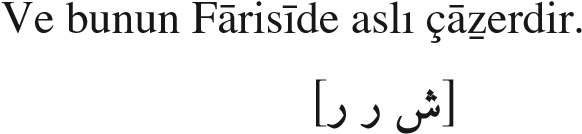 Ve bunun Fārisīde aslı çāẕerdir.
[ش ر ر]